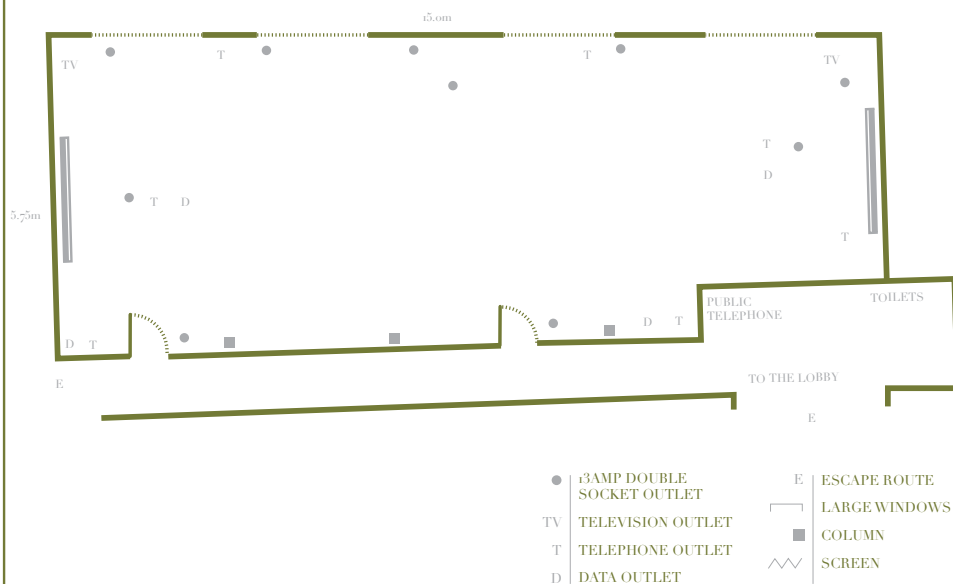 15.0m
TV
T
T
TV
T
D
T D
5.75m
T
PUBLIC
TELEPHONE
TOILETS
D T
D T
E
TO THE LOBBY
E
13AMP DOUBLE
SOCKET OUTLET
TV TELEVISION OUTLET
T TELEPHONE OUTLET
D DATA OUTLET
E ESCAPE ROUTE
LARGE WINDOWS
COLUMN
SCREEN